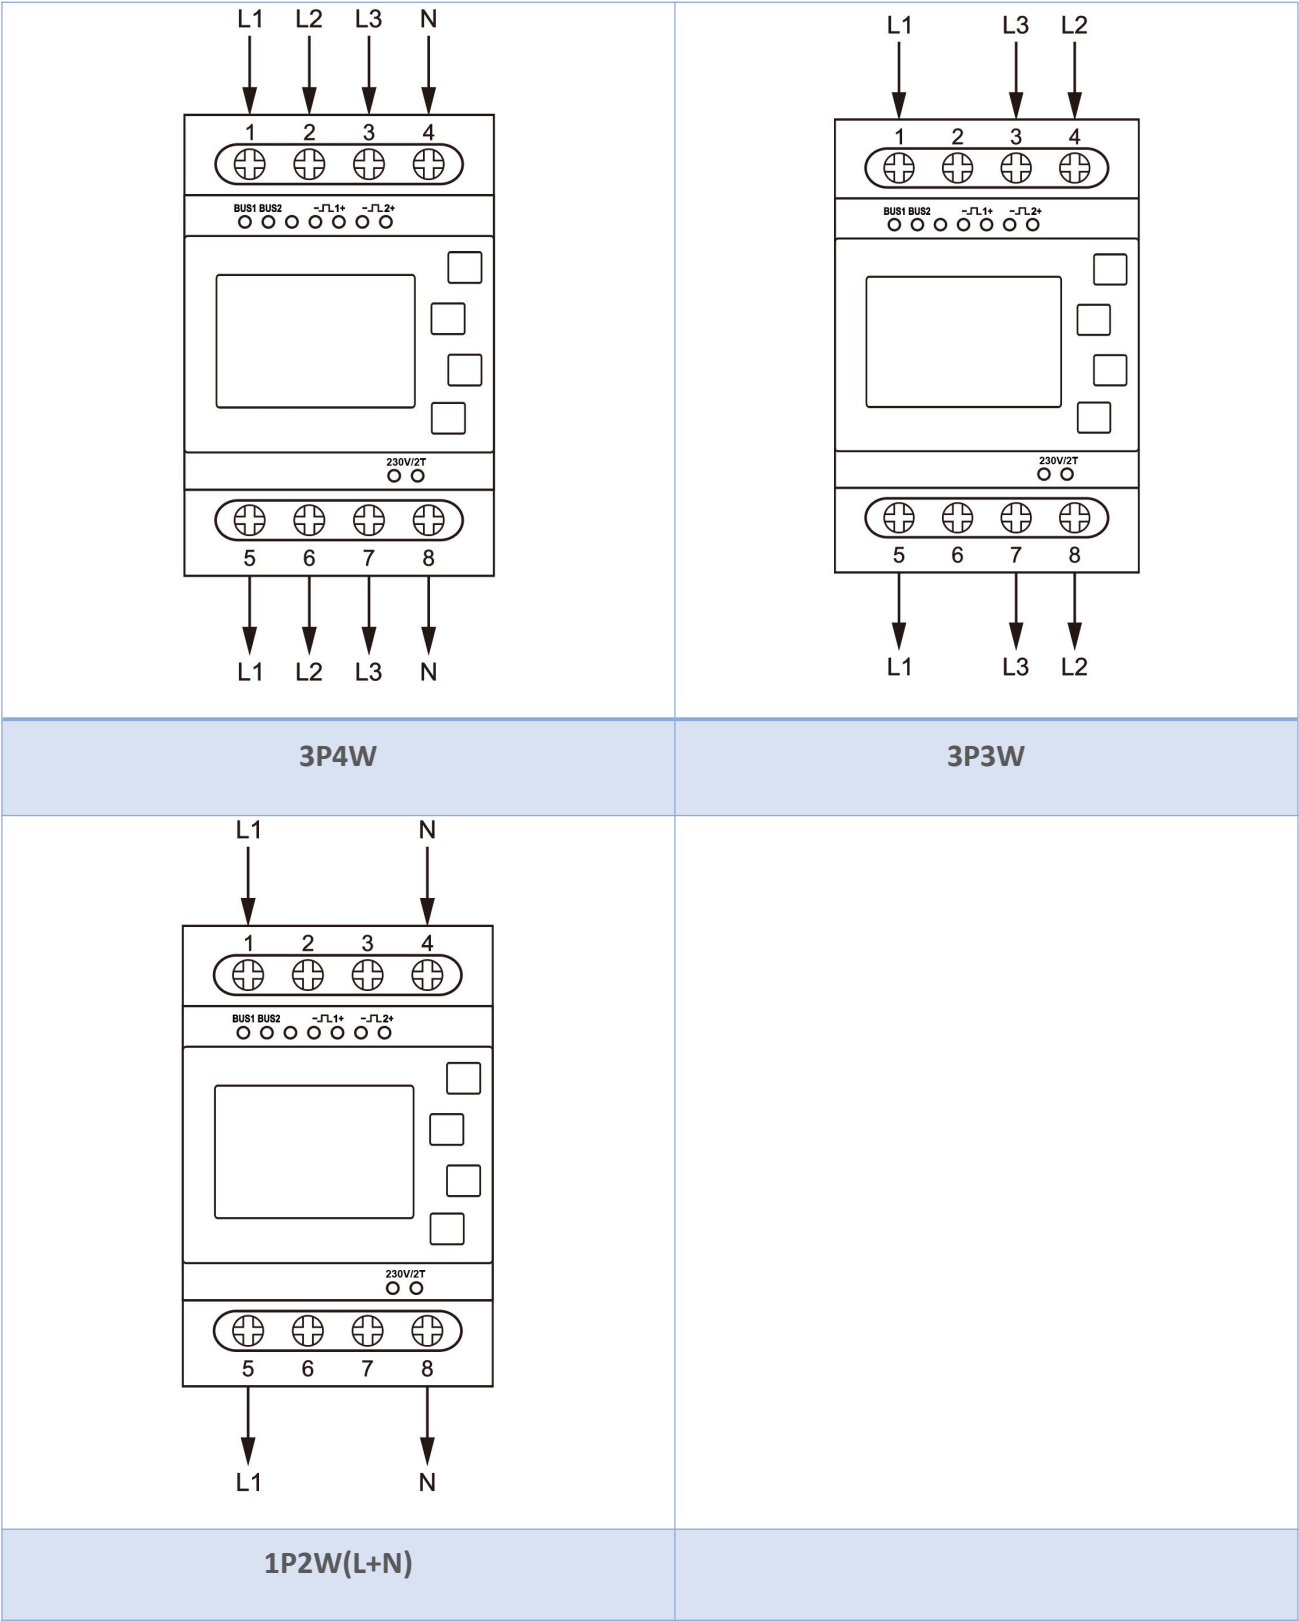 L1 L2 L3 N
1 2 3 4
BUS1 BUS2 1+ 2+
230V/2T
5 6 7 8
L1 L2 L3 N
3P4W
L1 L3 L2
1 2 3 4
BUS1 BUS2 1+ 2+
230V/2T
5 6 7 8
L1 L3 L2
3P3W
L1 N
1 2 3 4
BUS1 BUS2 1+ 2+
230V/2T
5 6 7 8
L1 N
1P2W(L+N)